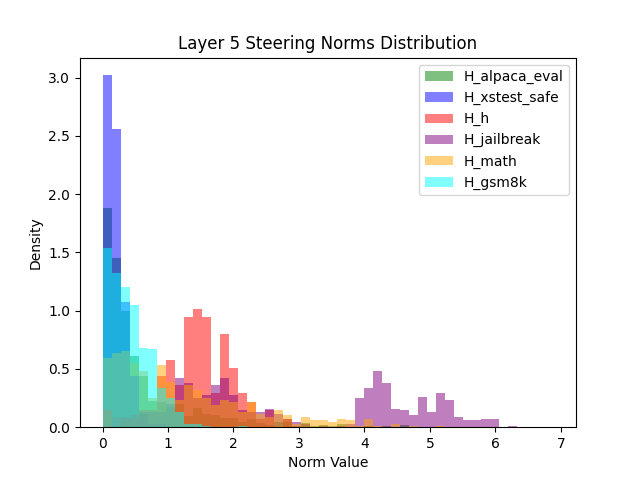 Layer 5 Steering Norms Distribution
H_alpaca_eval
H_xstest_safe
H_h
H_jailbreak
H_math
H_gsm8k
3.0
2.5
2.0
1.5
1.0
0.5
0.0
Density
0 1 2 3 4 5 6 7
Norm Value